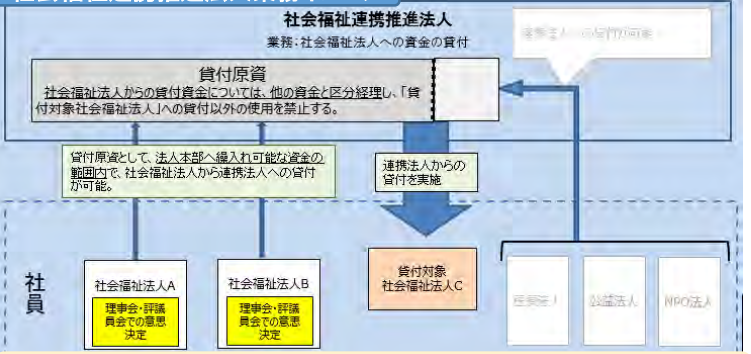 社会福祉連携推進法人
業務：社会福祉法人への資金の貸付
貸付原資
社会福祉法人からの貸付資金については、他の資金と区分経理し、「貸
付対象社会福祉法人」への貸付以外の使用を禁止する。
貸付原資として、法人本部へ繰入れ可能な資金の
範囲内で、社会福祉法人から連携法人への貸付
が可能。
連携法人からの
貸付を実施
社員
社会福祉法人A
理事会・評議
員会での意思
決定
社会福祉法人B
理事会・評議
員会での意思
決定
貸付対象
社会福祉法人C
公益法人
NPO法人